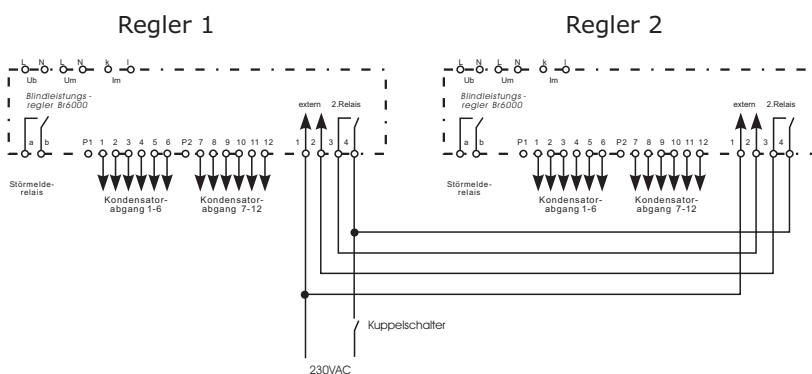 Regler 1
Regler 2
L N L N k l
Ub Um Im
Blindleistungs-
regler Br6000
extern 2.Relais
a b P1 1 2 3 4 5 6 P2 7 8 9 10 11 12 1 2 3 4
Störmelde-
relais
Kondensator-
abgang 1-6
Kondensator-
abgang 7-12
L N L N k l
Ub Um Im
Blindleistungs-
regler Br6000
extern 2.Relais
a b P1 1 2 3 4 5 6 P2 7 8 9 10 11 12 1 2 3 4
Störmelde-
relais
Kondensator-
abgang 1-6
Kondensator-
abgang 7-12
Kuppelschalter
230VAC